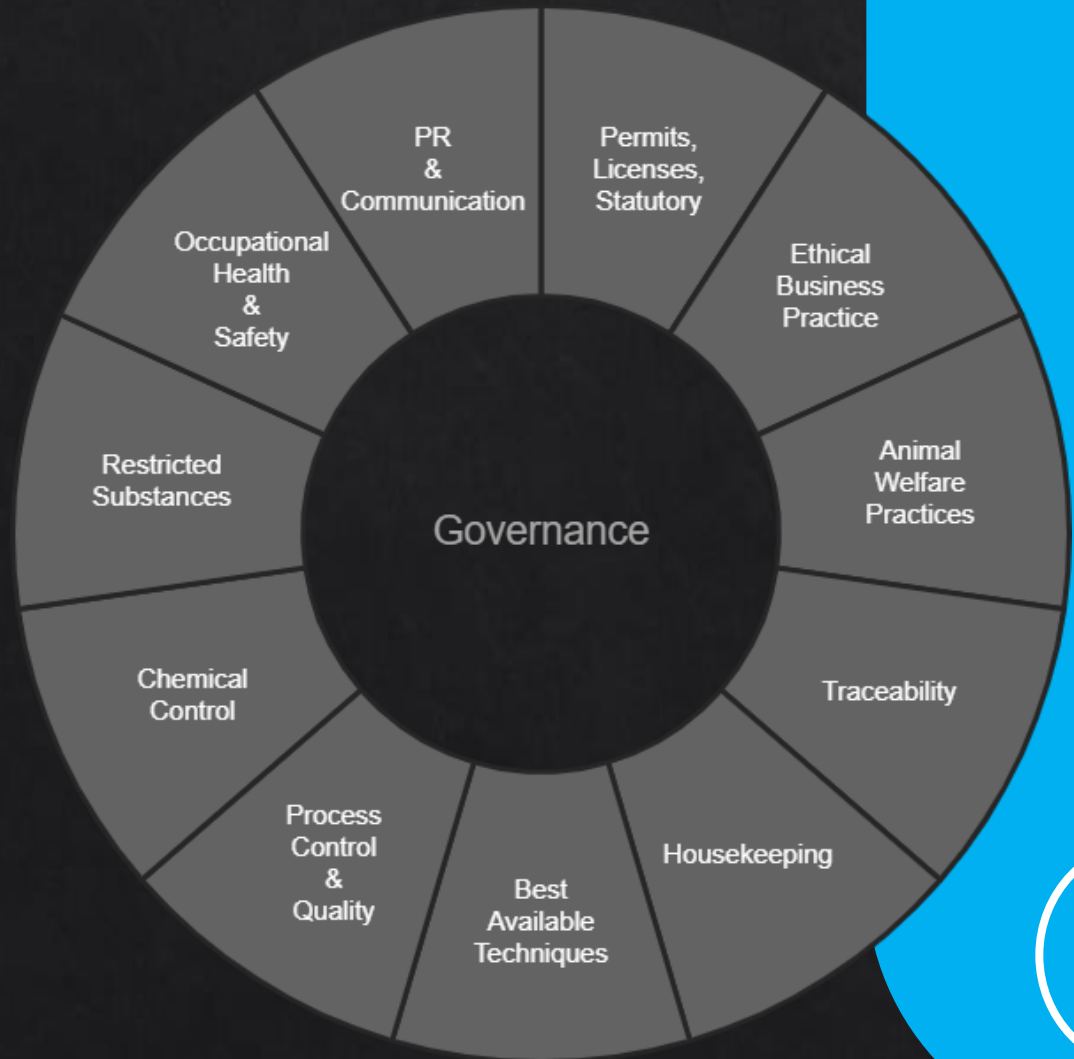 PR
&
Communication
Permits,
Licenses,
Statutory
Ethical
Business
Practice
Animal
Welfare
Practices
Traceability
Housekeeping
Best
Available
Techniques
Process
Control
&
Quality
Chemical
Control
Restricted
Substances
Occupational
Health
&
Safety
Governance